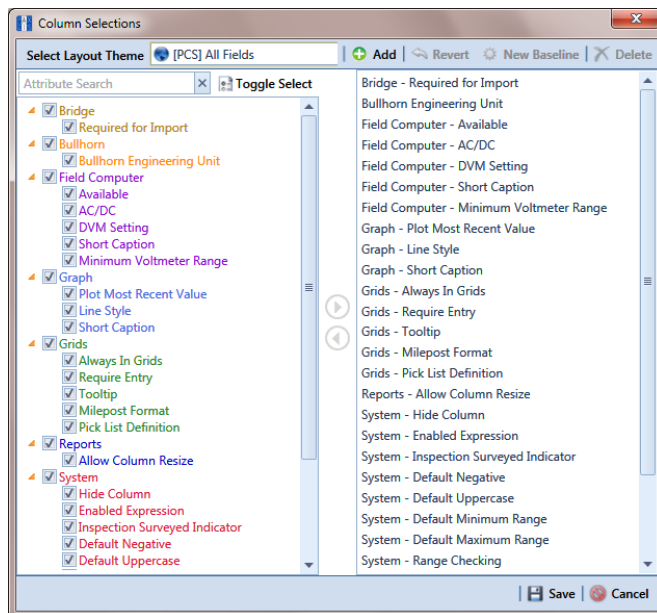 Column Selections
Select Layout Theme [PCS] All Fields Add Revert New Baseline Delete
Attribute Search Toggle Select
Bridge
Required for Import
Bullhorn
Bullhorn Engineering Unit
Field Computer
Available
AC/DC
DVM Setting
Short Caption
Minimum Voltmeter Range
Graph
Plot Most Recent Value
Line Style
Short Caption
Grids
Always In Grids
Require Entry
Tooltip
Milepost Format
Pick List Definition
Reports
Allow Column Resize
System
Hide Column
Enabled Expression
Inspection Surveyed Indicator
Default Negative
Default Uppercase
Bridge - Required for Import
Bullhorn Engineering Unit
Field Computer - Available
Field Computer - AC/DC
Field Computer - DVM Setting
Field Computer - Short Caption
Field Computer - Minimum Voltmeter Range
Graph - Plot Most Recent Value
Graph - Line Style
Graph - Short Caption
Grids - Always In Grids
Grids - Require Entry
Grids - Tooltip
Grids - Milepost Format
Grids - Pick List Definition
Reports - Allow Column Resize
System - Hide Column
System - Enabled Expression
System - Inspection Surveyed Indicator
System - Default Negative
System - Default Uppercase
System - Default Minimum Range
System - Default Maximum Range
System - Range Checking
Save Cancel